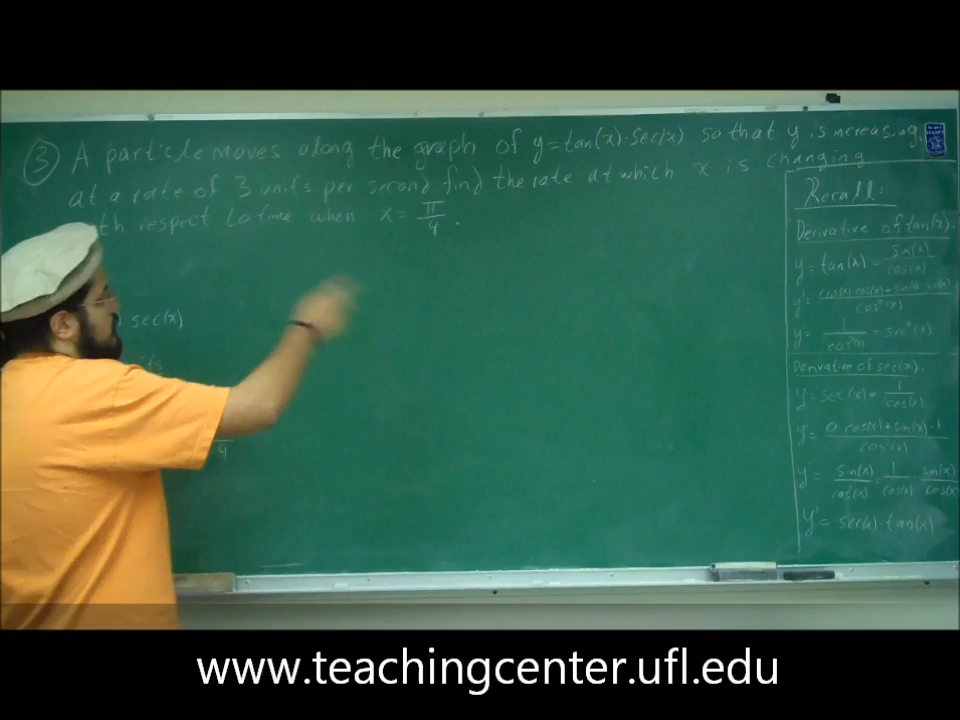 ③ A particle moves along the graph of y=tan(x)·sec(x) so that y is increasing
at a rate of 3 units per second find the rate at which x is changing
th respect to time when x= π/4 .
sec(x)
its
4
Recall:
Derivative of tan(x).
y = tan(x) = sin(x)/cos(x)
y' = cos(x)·cos(x)+sin(x)·sin(x)/cos²(x)
y = 1/cos²(x) = sec²(x)
Derivative of sec(x).
y = sec(x) = 1/cos(x)
y' = 0·cos(x)+sin(x)·1/cos²(x)
y' = sin(x)/cos²(x) = 1/cos(x) · sin(x)/cos(x)
y' = sec(x)·tan(x)
www.teachingcenter.ufl.edu